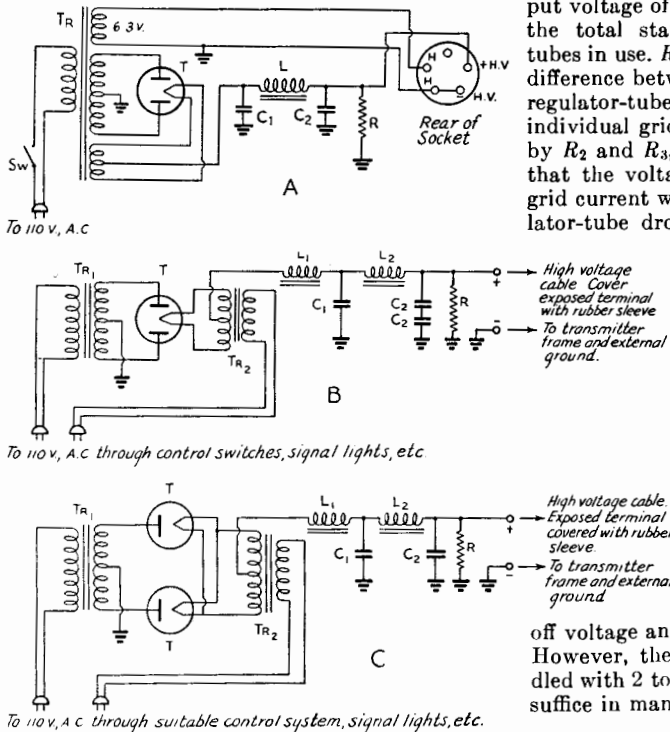 put voltage of
the total sta
tubes in use.
difference betw
regulator-tube
individual grid
by R2 and R3,
that the volta
grid current w
lator-tube dro
TR
6 3V.
T
L
C1
C2
R
H
H
+H.V
-
H.V.
Rear of
Socket
Sw
A
To 110 V, A.C
TR1
T
TR2
L1
L2
C1
C2
C2
R
+
-
High voltage
cable Cover
exposed terminal
with rubber sleeve
To transmitter
frame and external
ground.
B
To 110 V, A.C through control switches, signal lights, etc.
TR1
T
T
TR2
L1
L2
C1
C2
R
+
-
High voltage cable.
Exposed terminal
covered with rubber
sleeve.
To transmitter
frame and external
ground
C
To 110 V, A C through suitable control system, signal lights, etc.
off voltage an
However, the
dled with 2 to
suffice in man